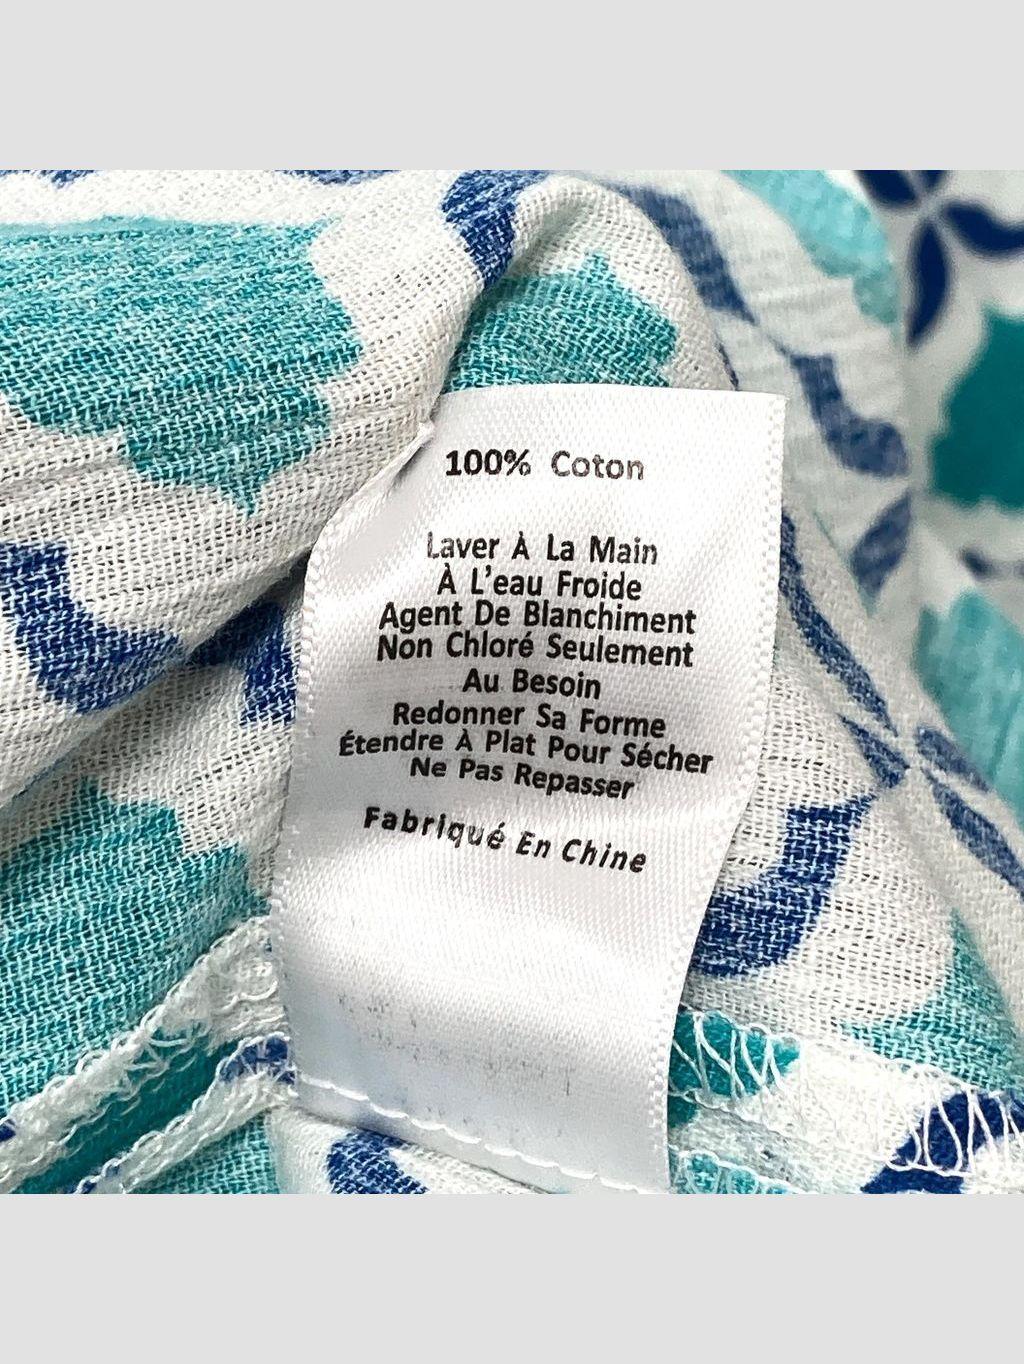 100% Coton
Laver À La Main
À L'eau Froide
Agent De Blanchiment
Non Chloré Seulement
Au Besoin
Redonner Sa Forme
Étendre À Plat Pour Sécher
Ne Pas Repasser
Fabriqué En Chine